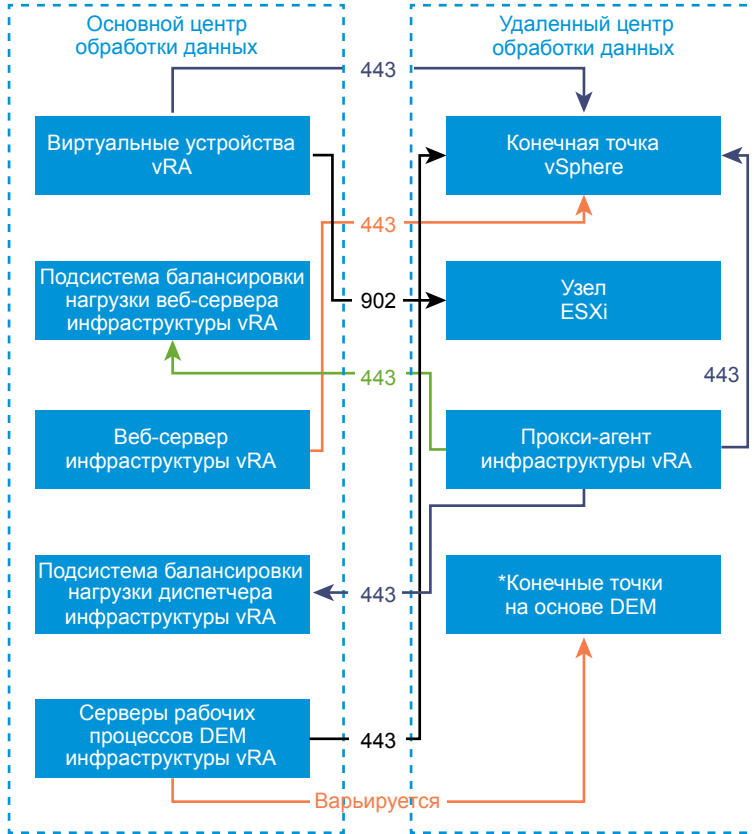 Основной центр
обработки данных
Удаленный центр
обработки данных
443
Виртуальные устройства
vRA
Конечная точка
vSphere
443
Подсистема балансировки
нагрузки веб-сервера
инфраструктуры vRA
902
Узел
ESXi
443
443
Веб-сервер
инфраструктуры vRA
Прокси-агент
инфраструктуры vRA
Подсистема балансировки
нагрузки диспетчера
инфраструктуры vRA
443
*Конечные точки
на основе DEM
Серверы рабочих
процессов DEM
инфраструктуры vRA
443
Варьируется